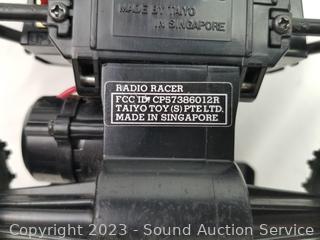 MADE BY TAIYO
IN SINGAPORE
RADIO RACER
FCC ID: CP57386012R
TAIYO TOY (S) PTE LTD.
MADE IN SINGAPORE
Copyright 2023 - Sound Auction Service